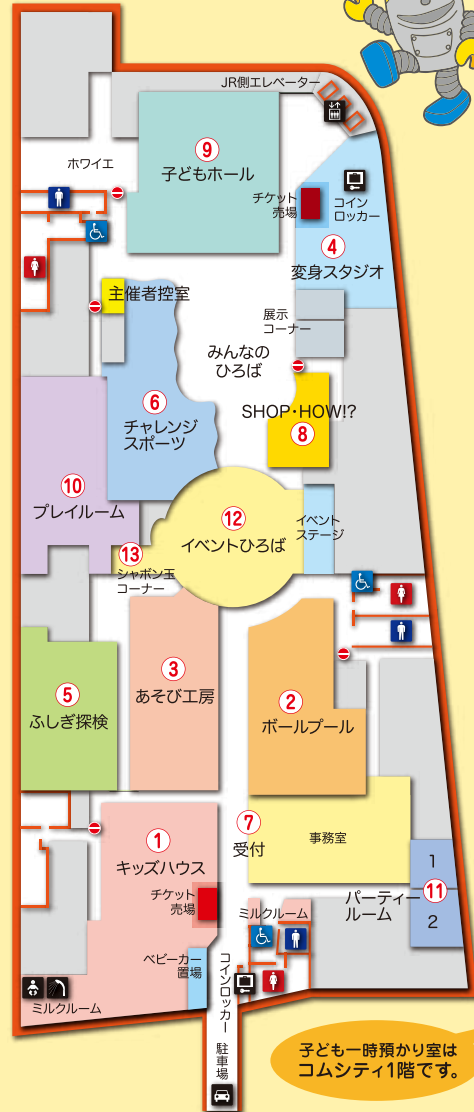 JR側エレベーター
ホワイエ
⑨
子どもホール
チケット
売場
コイン
ロッカー
④
変身スタジオ
主催者控室
展示
コーナー
みんなの
ひろば
⑥
チャレンジ
スポーツ
SHOP・HOW!?
⑧
⑩
プレイルーム
⑫
イベントひろば
イベント
ステージ
⑬
シャボン玉
コーナー
③
あそび工房
⑤
ふしぎ探検
②
ボールプール
①
キッズハウス
⑦
受付
事務室
チケット
売場
パーティー
ルーム
⑪
1
2
ミルクルーム
ベビーカー
置場
コインロッカー
ミルクルーム
駐車場
子ども一時預かり室は
コムシティ1階です。